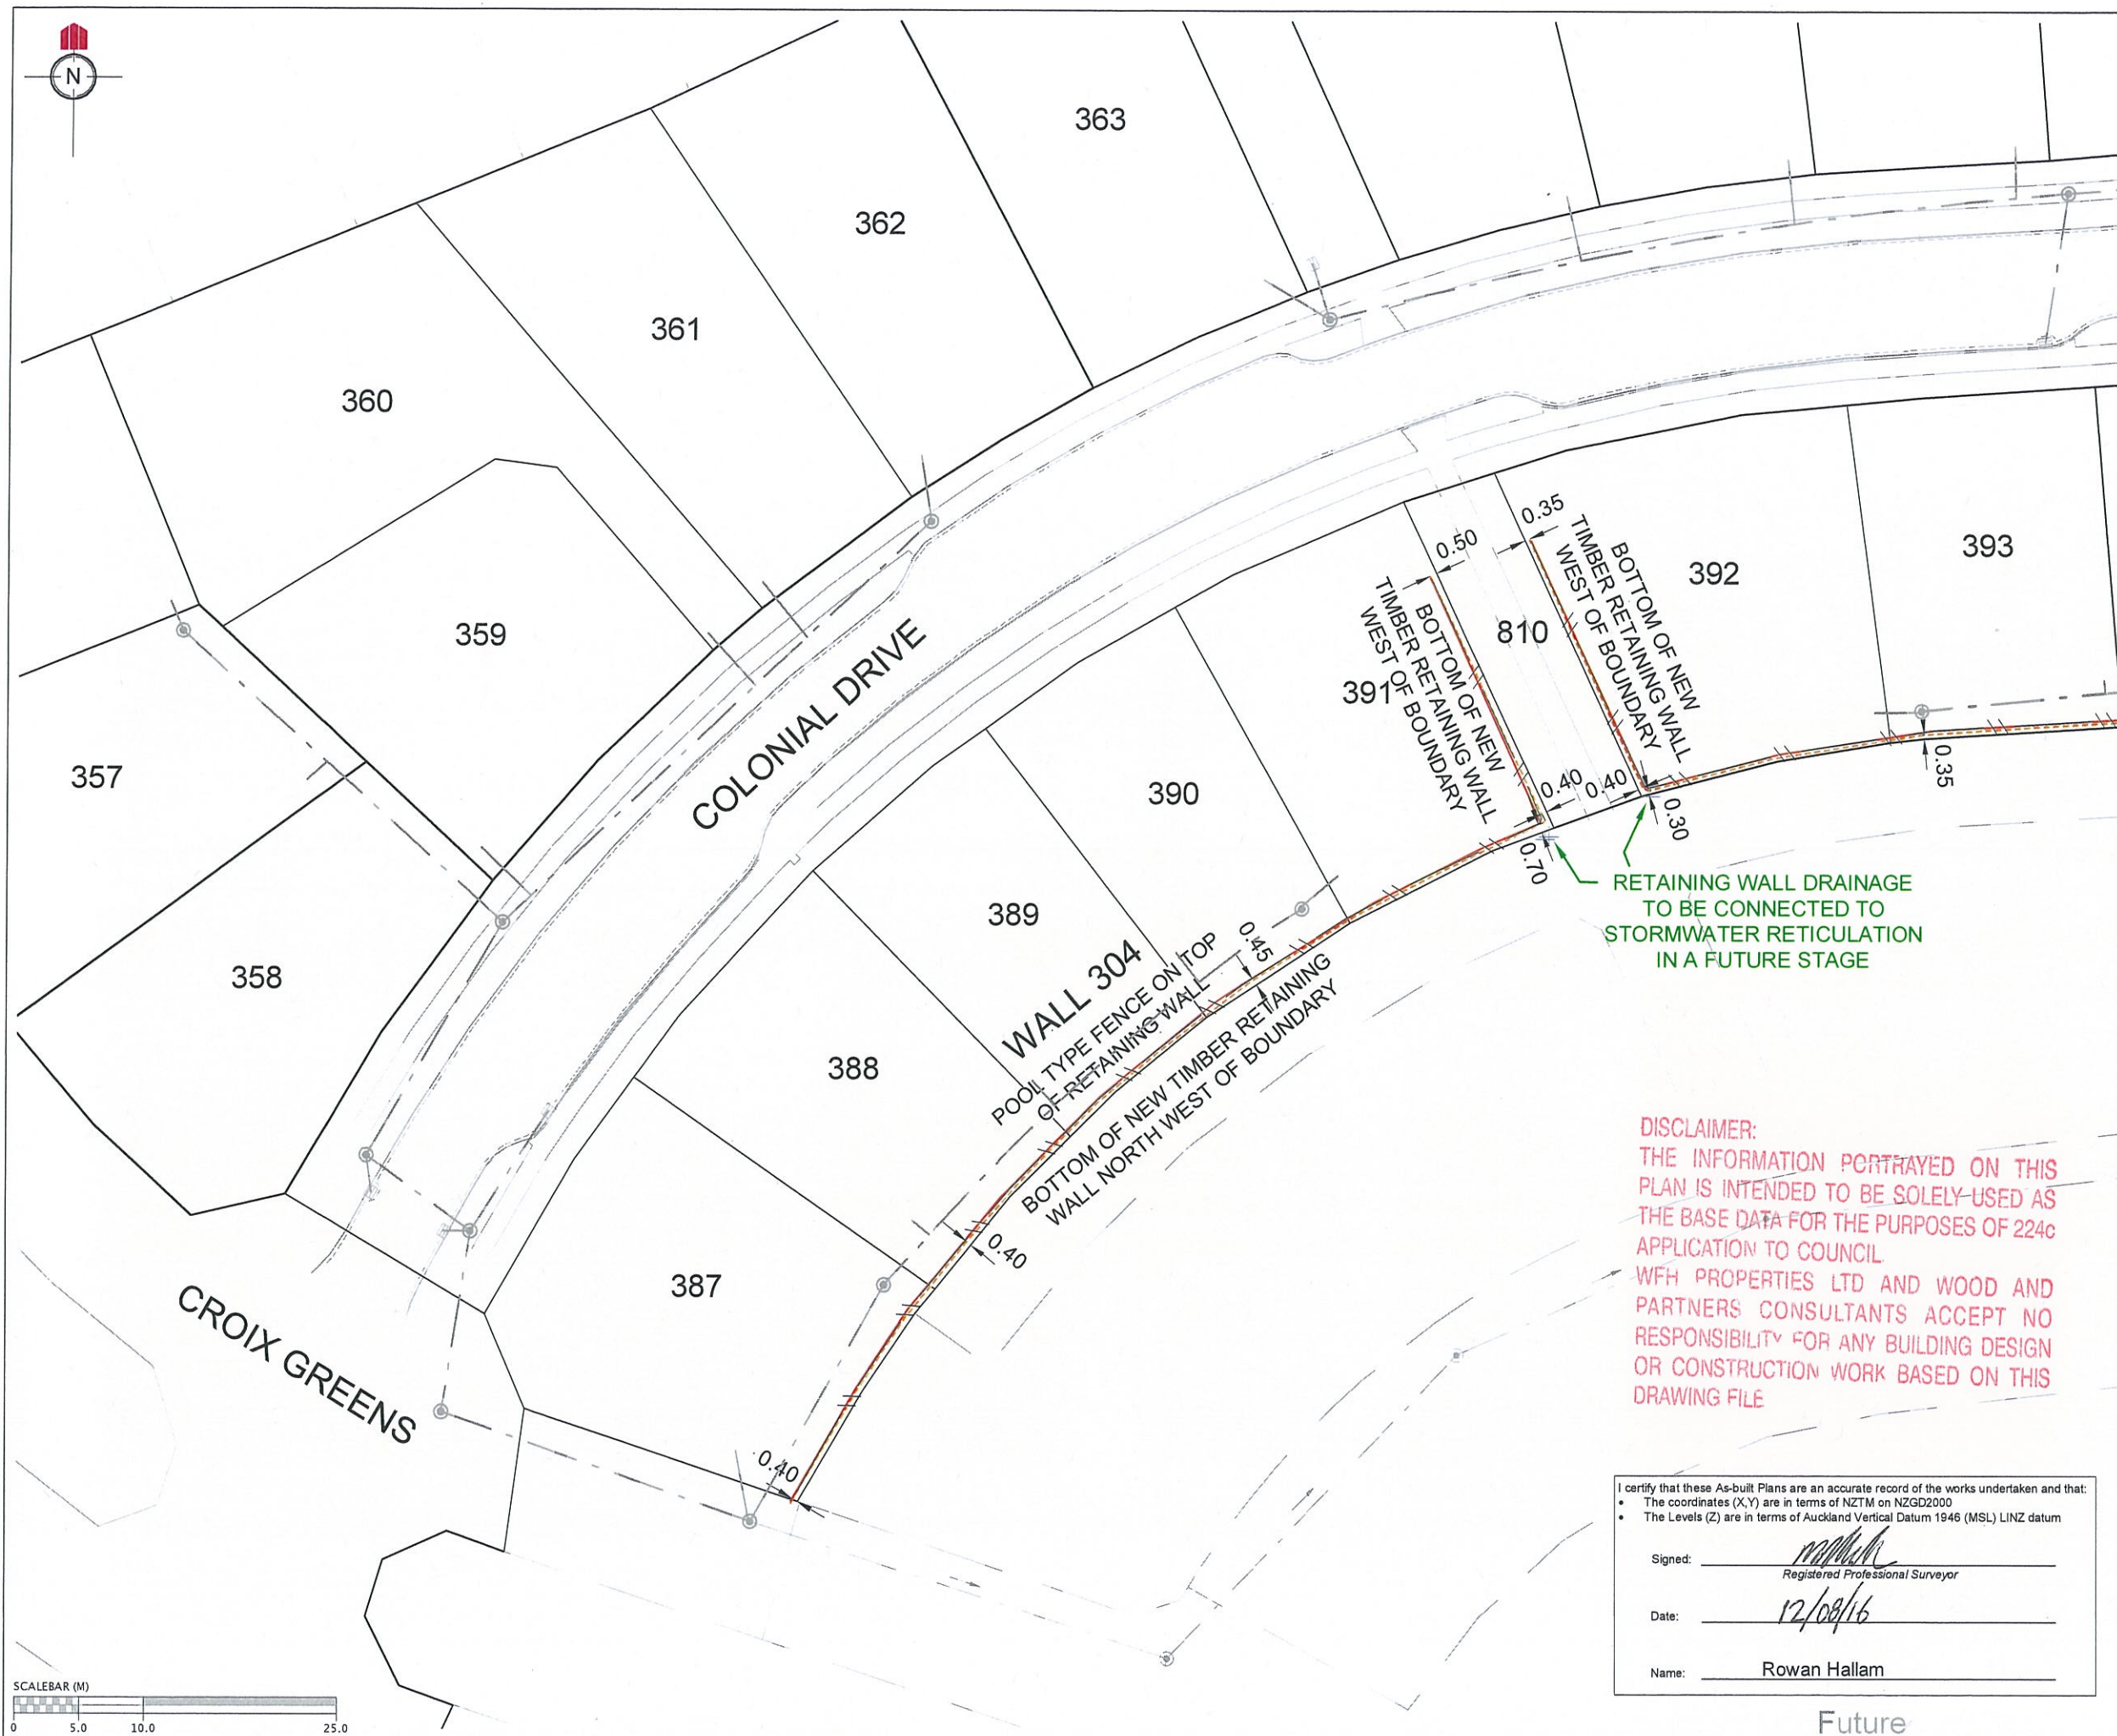 N
363
362
361
360
359
357
358
COLONIAL DRIVE
0.35
0.50
BOTTOM OF NEW
TIMBER RETAINING WALL
WEST OF BOUNDARY
BOTTOM OF NEW
TIMBER RETAINING WALL
WEST OF BOUNDARY
810
392
393
391
390
389
388
387
0.40
0.40
0.30
0.35
0.70
0.45
RETAINING WALL DRAINAGE
TO BE CONNECTED TO
STORMWATER RETICULATION
IN A FUTURE STAGE
WALL 304
POOL TYPE FENCE ON TOP
OF RETAINING WALL
BOTTOM OF NEW TIMBER RETAINING
WALL NORTH WEST OF BOUNDARY
0.40
0.40
CROIX GREENS
DISCLAIMER:
THE INFORMATION PORTRAYED ON THIS
PLAN IS INTENDED TO BE SOLELY USED AS
THE BASE DATA FOR THE PURPOSES OF 224c
APPLICATION TO COUNCIL
WFH PROPERTIES LTD AND WOOD AND
PARTNERS CONSULTANTS ACCEPT NO
RESPONSIBILITY FOR ANY BUILDING DESIGN
OR CONSTRUCTION WORK BASED ON THIS
DRAWING FILE
I certify that these As-built Plans are an accurate record of the works undertaken and that:
• The coordinates (X,Y) are in terms of NZTM on NZGD2000
• The Levels (Z) are in terms of Auckland Vertical Datum 1946 (MSL) LINZ datum
Signed:
Registered Professional Surveyor
Date: 12/08/16
Name: Rowan Hallam
SCALEBAR (M)
0 5.0 10.0 25.0
Future